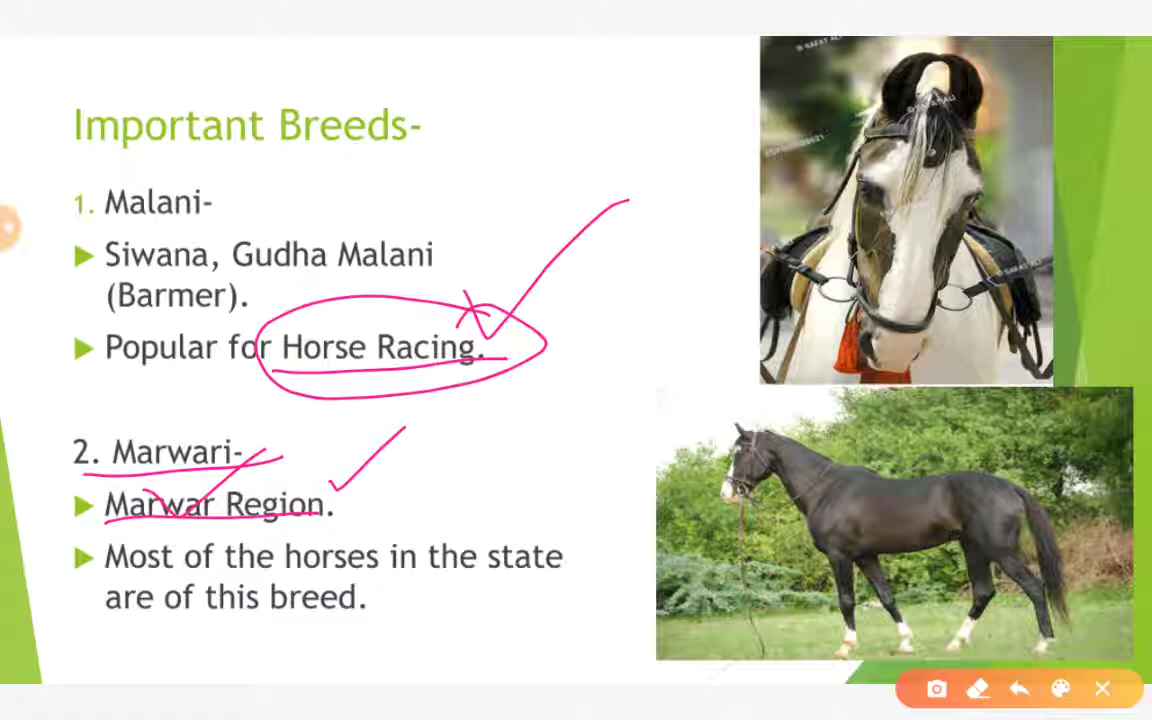 Important Breeds-
1. Malani-
Siwana, Gudha Malani
(Barmer).
Popular for Horse Racing.
2. Marwari-
Marwar Region.
Most of the horses in the state
are of this breed.